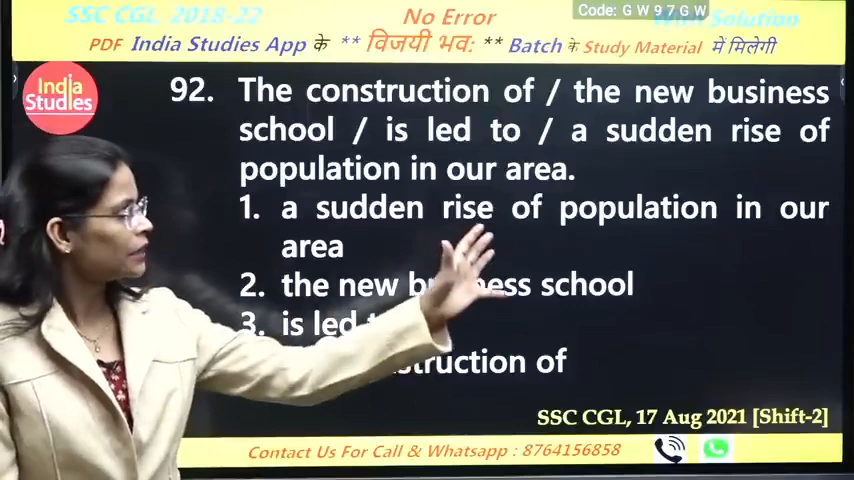 SSC CGL 2018-22
No Error
Code: G W 9 7 G W
With Solution
PDF India Studies App के ** विजयी भव: ** Batch के Study Material में मिलेगी
India
Studies
92. The construction of / the new business
school / is led to / a sudden rise of
population in our area.
1. a sudden rise of population in our
area
2. the new business school
3. is led
struction of
SSC CGL, 17 Aug 2021 [Shift-2]
Contact Us For Call & Whatsapp : 8764156858